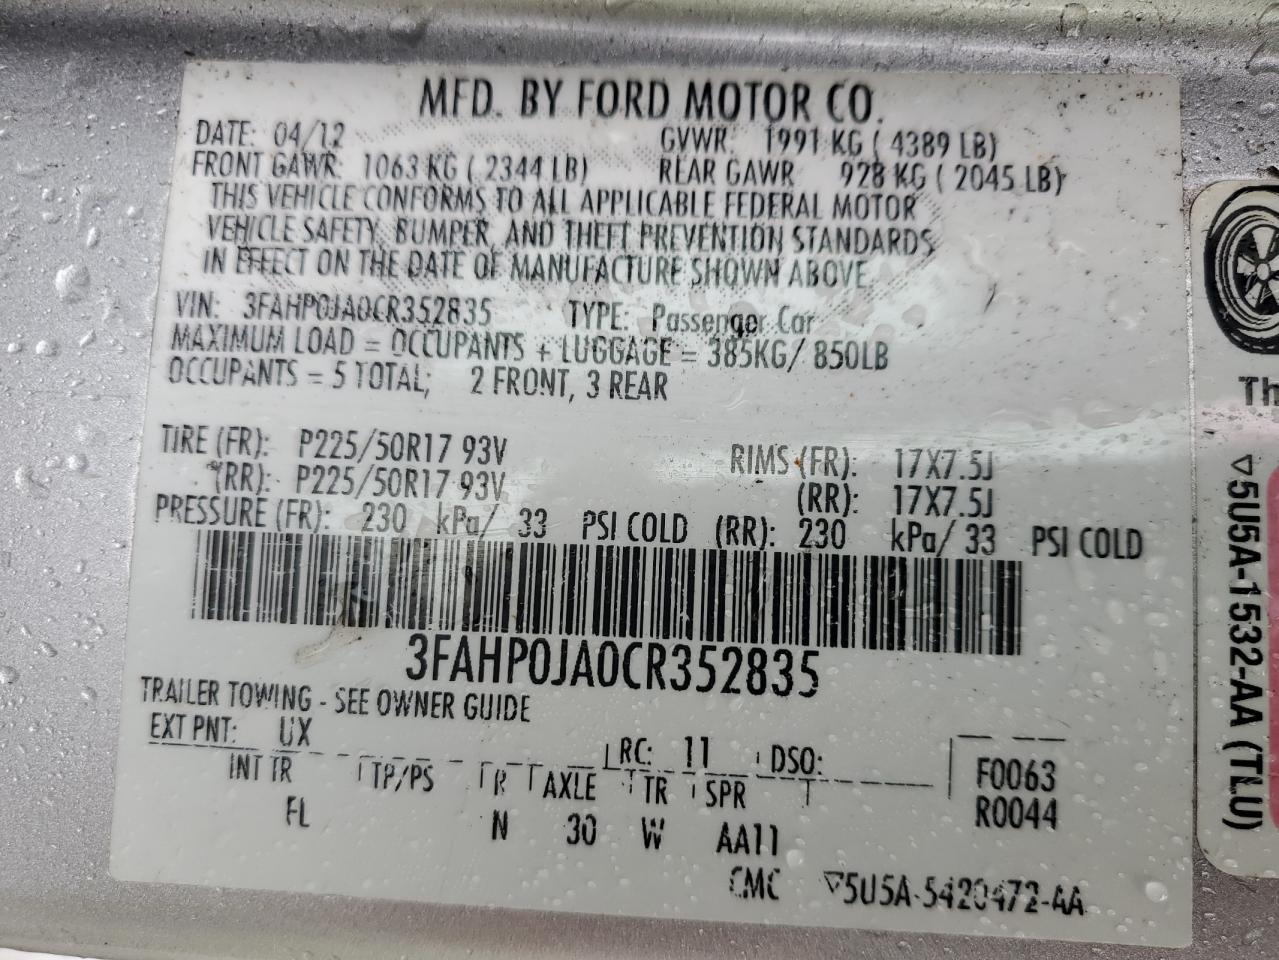 MFD. BY FORD MOTOR CO.
DATE: 04/12 GVWR: 1991 KG ( 4389 LB)
FRONT GAWR: 1063 KG ( 2344 LB) REAR GAWR 928 KG ( 2045 LB)
THIS VEHICLE CONFORMS TO ALL APPLICABLE FEDERAL MOTOR
VEHICLE SAFETY, BUMPER, AND THEFT PREVENTION STANDARDS
IN EFFECT ON THE DATE OF MANUFACTURE SHOWN ABOVE.
VIN: 3FAHP0JA0CR352835 TYPE: Passenger Car
MAXIMUM LOAD = OCCUPANTS + LUGGAGE = 385KG/ 850LB
OCCUPANTS = 5 TOTAL; 2 FRONT, 3 REAR
TIRE (FR): P225/50R17 93V RIMS (FR): 17X7.5J
(RR): P225/50R17 93V (RR): 17X7.5J
PRESSURE (FR): 230 kPa/ 33 PSI COLD (RR): 230 kPa/ 33 PSI COLD
3FAHP0JA0CR352835
TRAILER TOWING - SEE OWNER GUIDE
EXT PNT: UX RC: 11 DSO: F0063
INT TR TP/PS R AXLE TR SPR R0044
FL N 30 W AA11
CMC ▽5U5A-5420472-AA
Th
▽5U5A-1532-AA (TLU)